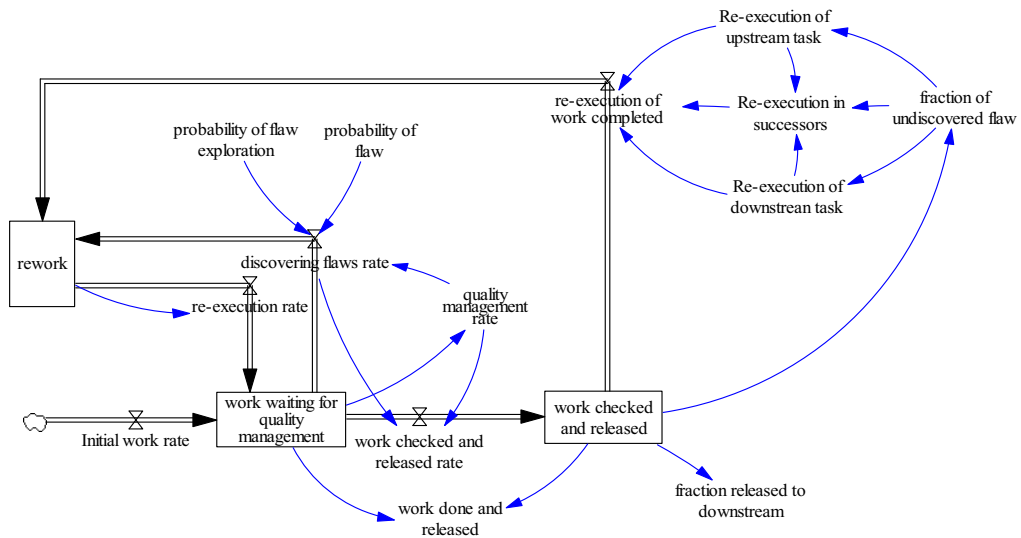 Re-execution of
upstream task
re-execution of
work completed
Re-execution in
successors
fraction of
undiscovered flaw
Re-execution of
downstrean task
probability of flaw
exploration
probability of
flaw
rework
discovering flaws rate
re-execution rate
quality
management
rate
work waiting for
quality
management
Initial work rate
work checked and
released rate
work checked
and released
work done and
released
fraction released to
downstream